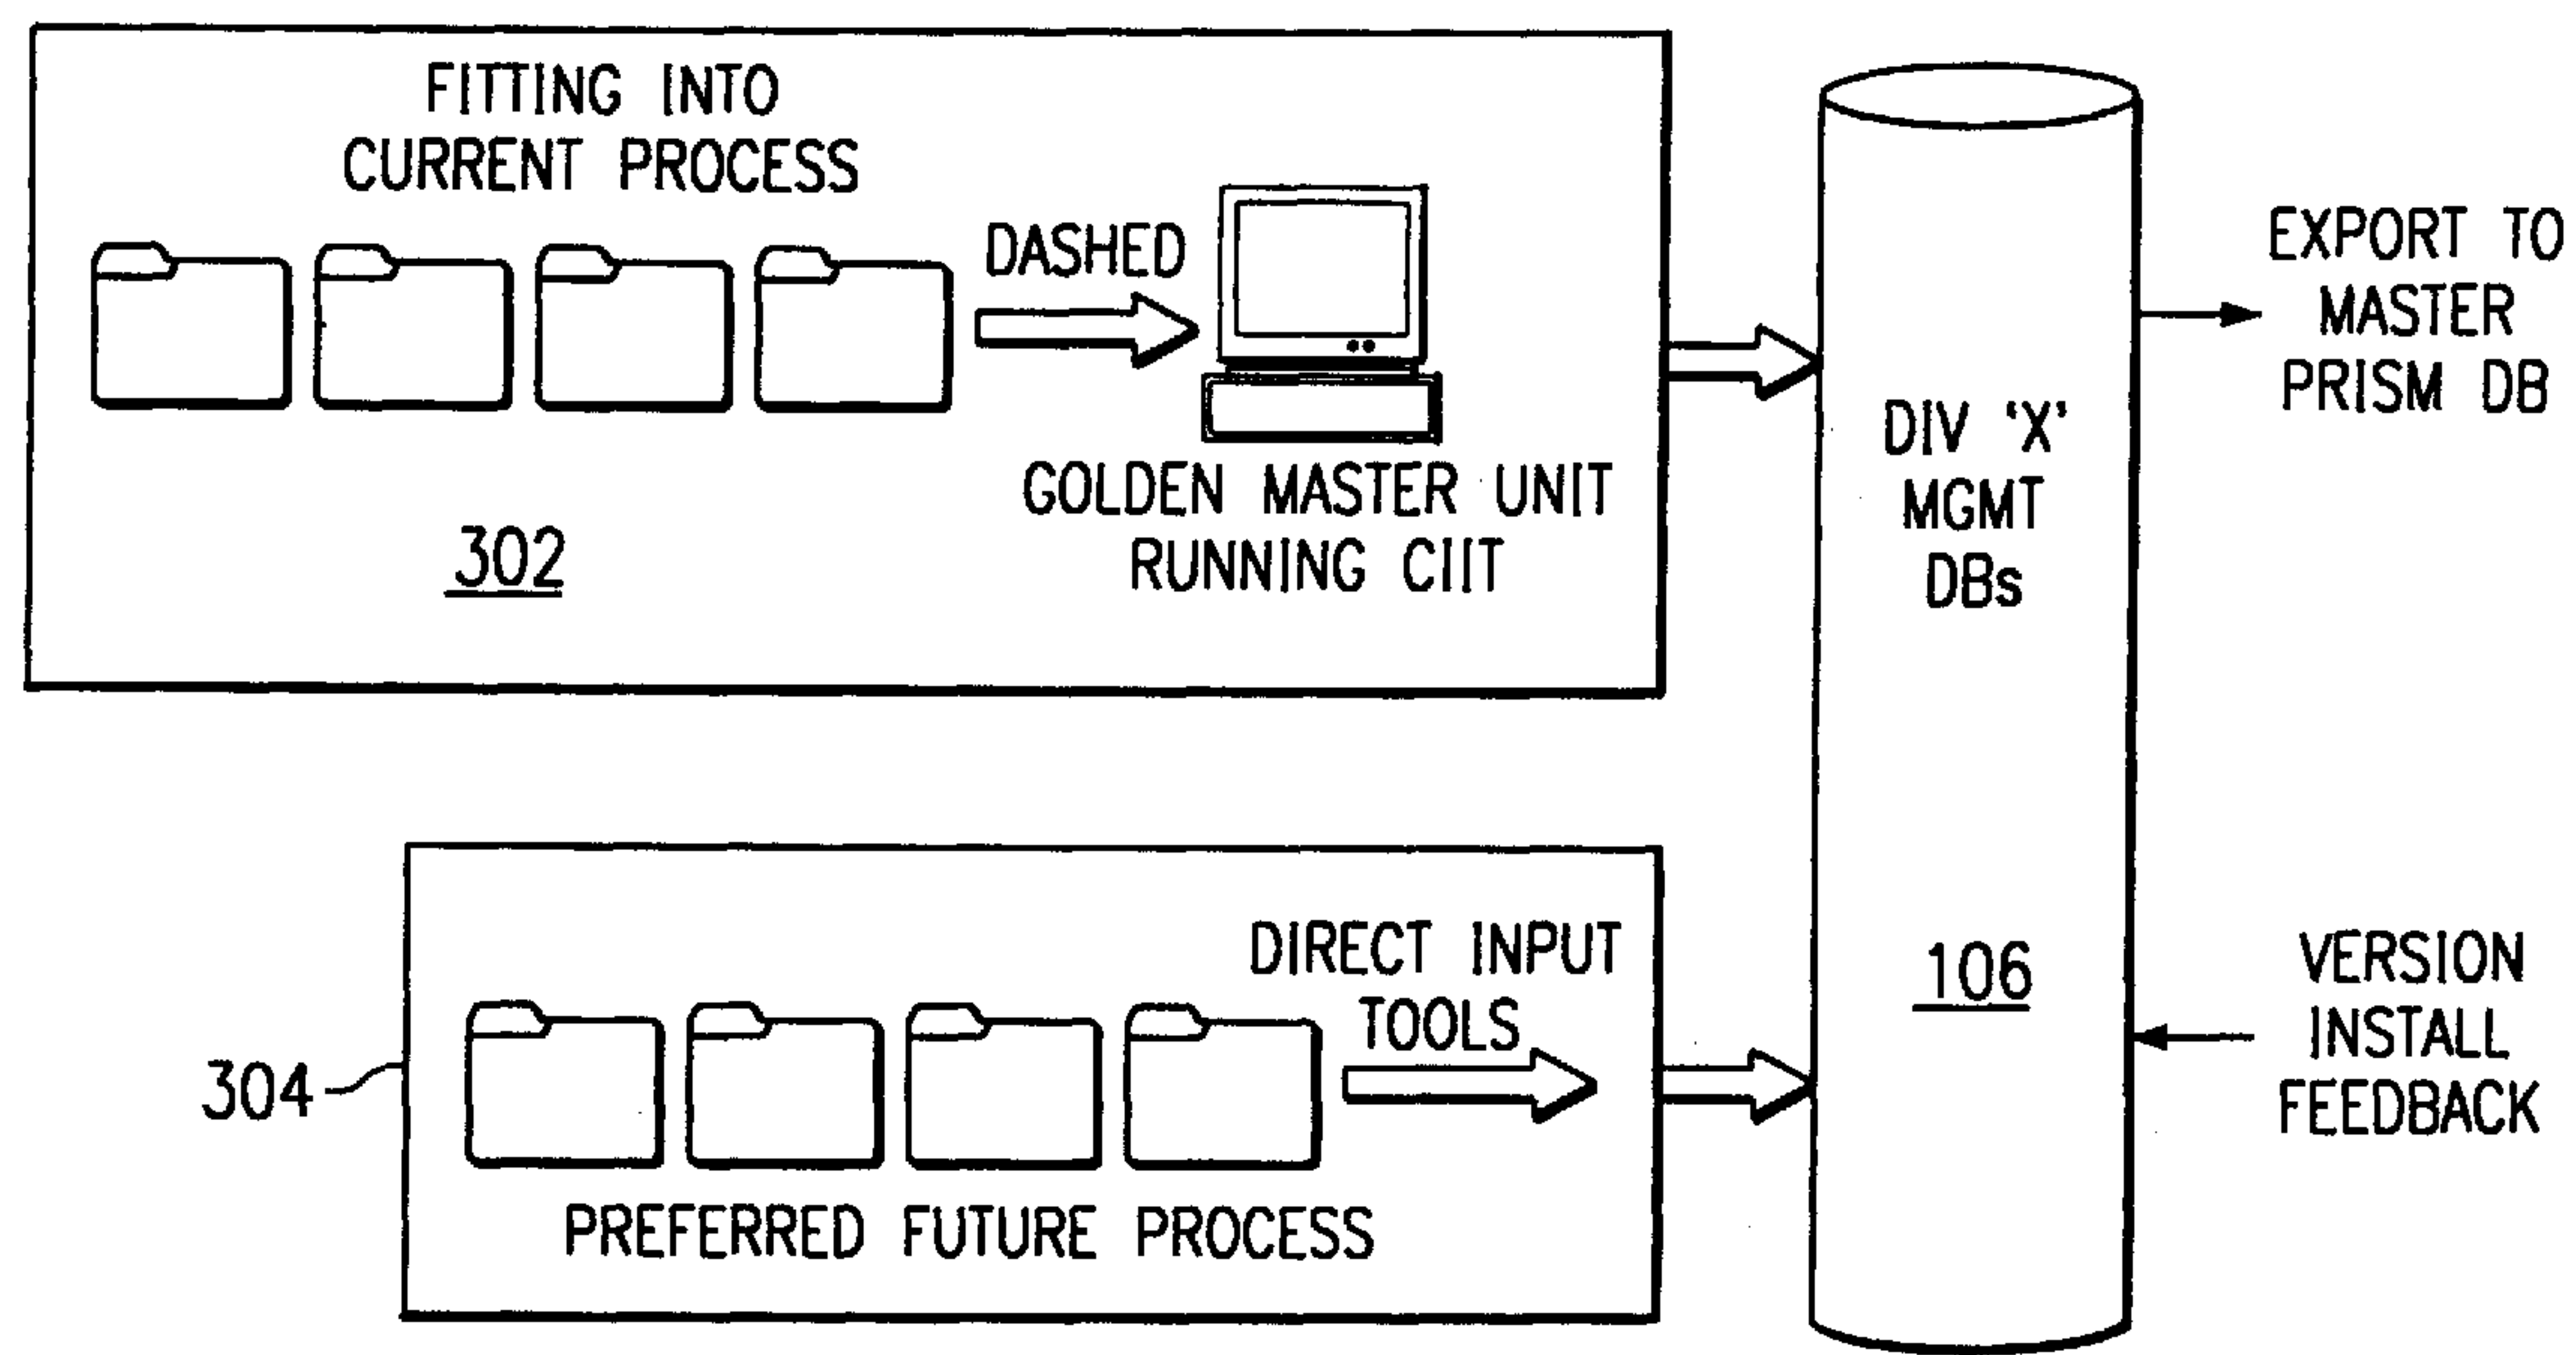 FITTING INTO
CURRENT PROCESS
DASHED
GOLDEN MASTER UNIT
RUNNING CIIT
302
DIV 'X'
MGMT
DBs
106
EXPORT TO
MASTER
PRISM DB
304
DIRECT INPUT
TOOLS
PREFERRED FUTURE PROCESS
VERSION
INSTALL
FEEDBACK